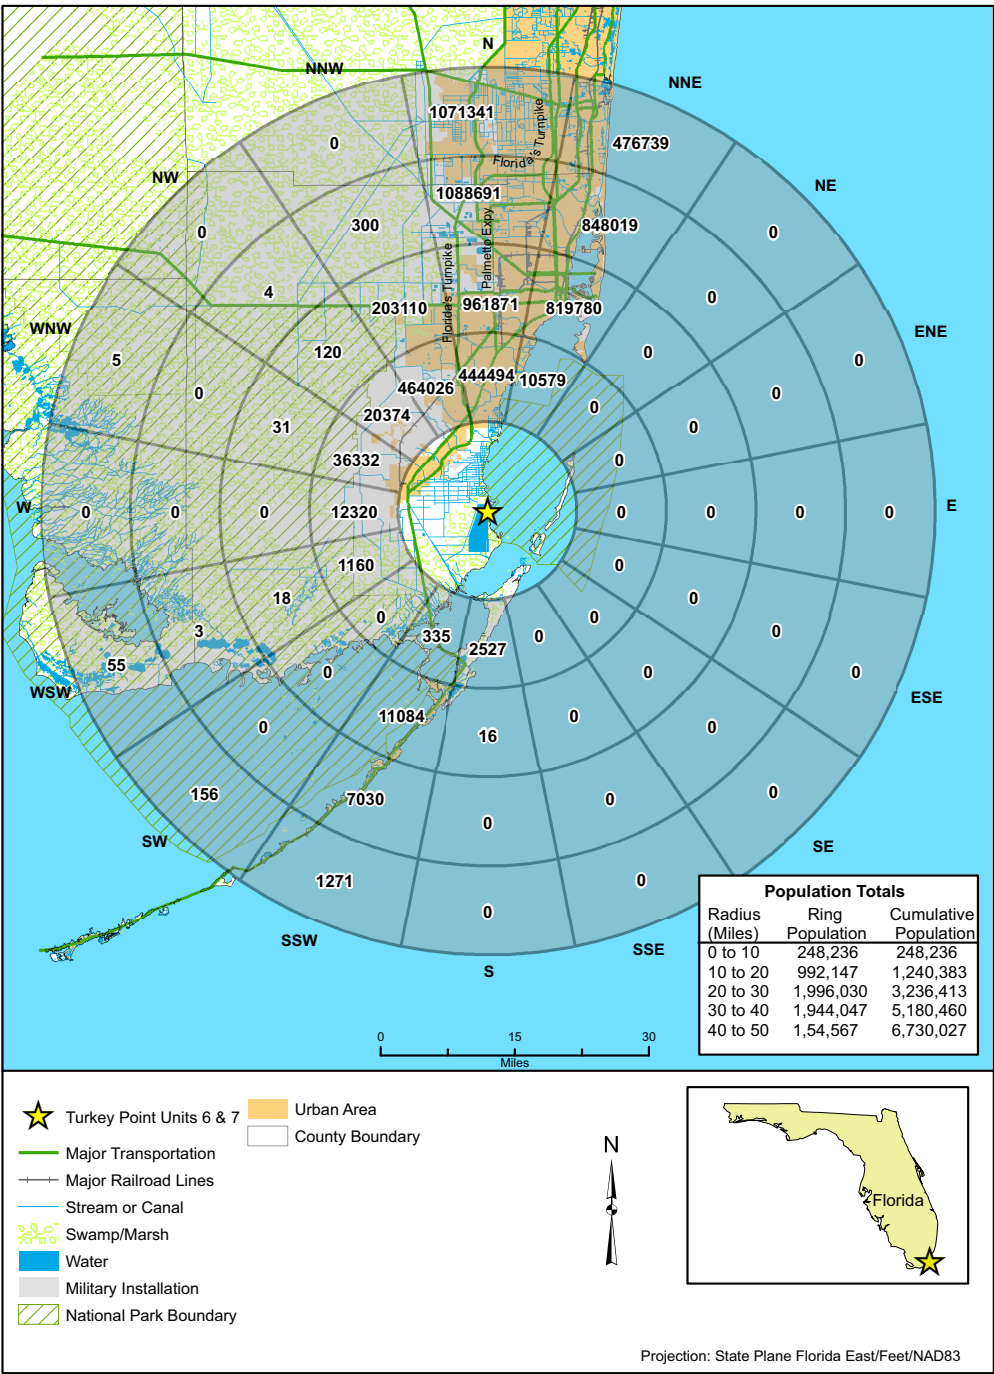 N
NNW
NNE
1071341
0
476739
Florida's Turnpike
NW
NE
1088691
300
848019
0
0
Palmetto Expy
Florida's Turnpike
4
0
203110
961871
819780
WNW
ENE
120
0
5
0
464026
444494
10579
0
20374
0
31
0
36332
0
W
0
0
0
12320
0
0
0
0
E
1160
0
18
0
0
0
3
335
2527
0
0
55
0
0
0
WSW
ESE
11084
0
0
0
16
156
7030
0
0
0
SW
SE
1271
0
0
SSW
SSE
S
Population Totals
Radius Ring Cumulative
(Miles) Population Population
0 to 10 248,236 248,236
10 to 20 992,147 1,240,383
20 to 30 1,996,030 3,236,413
30 to 40 1,944,047 5,180,460
40 to 50 1,54,567 6,730,027
0 15 30
Miles
Turkey Point Units 6 & 7
Major Transportation
Major Railroad Lines
Stream or Canal
Swamp/Marsh
Water
Military Installation
National Park Boundary
Urban Area
County Boundary
N
Florida
Projection: State Plane Florida East/Feet/NAD83